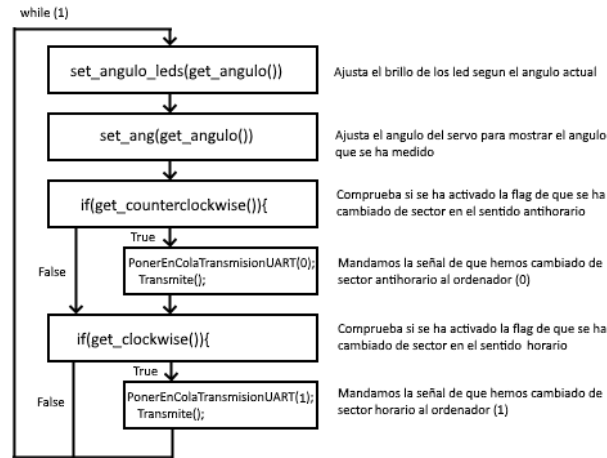 while (1)
set_angulo_leds(get_angulo())
Ajusta el brillo de los led segun el angulo actual
set_ang(get_angulo())
Ajusta el angulo del servo para mostrar el angulo
que se ha medido
if(get_counterclockwise()){
Comprueba si se ha activado la flag de que se ha
cambiado de sector en el sentido antihorario
True
False
PonerEnColaTransmisionUART(0);
Transmite();
Mandamos la señal de que hemos cambiado de
sector antihorario al ordenador (0)
if(get_clockwise()){
Comprueba si se ha activado la flag de que se ha
cambiado de sector en el sentido horario
True
False
PonerEnColaTransmisionUART(1);
Transmite();
Mandamos la señal de que hemos cambiado de
sector horario al ordenador (1)